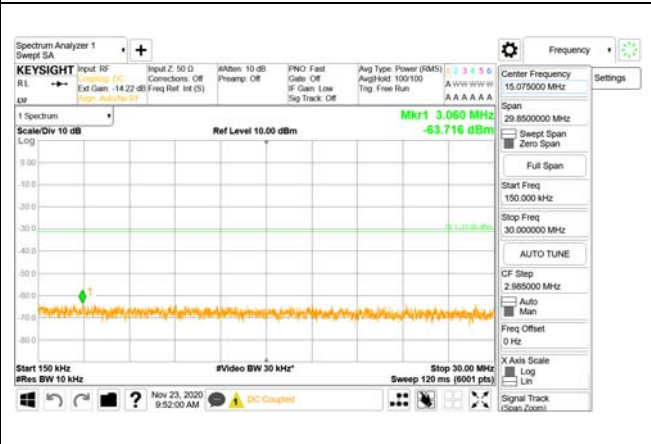 Spectrum Analyzer 1
Swept SA
Frequency
KEYSIGHT
Input: RF
Input Z: 50 Ω
#Atten: 10 dB
PNO: Fast
Avg Type: Power (RMS)
1 2 3 4 5 6
RL
Coupling: DC
Corrections: Off
Preamp: Off
Gate: Off
Avg|Hold: 100/100
A W W W W W
Ext Gain: -14.22 dB
Freq Ref: Int (S)
IF Gain: Low
Trig: Free Run
Align: Auto/No RF
Sig Track: Off
A A A A A A
1 Spectrum
Mkr1 3.060 MHz
Scale/Div 10 dB
Ref Level 10.00 dBm
-63.716 dBm
Log
0.00
-10.0
-20.0
-30.0
-40.0
-50.0
-60.0
-70.0
-80.0
1
Start 150 kHz
#Video BW 30 kHz*
Stop 30.00 MHz
#Res BW 10 kHz
Sweep 120 ms (6001 pts)
Nov 23, 2020
9:52:00 AM
DC Coupled
Center Frequency
15.075000 MHz
Settings
Span
29.8500000 MHz
Swept Span
Zero Span
Full Span
Start Freq
150.000 kHz
Stop Freq
30.000000 MHz
AUTO TUNE
CF Step
2.985000 MHz
Auto
Man
Freq Offset
0 Hz
X Axis Scale
Log
Lin
Signal Track
(Span Zoom)